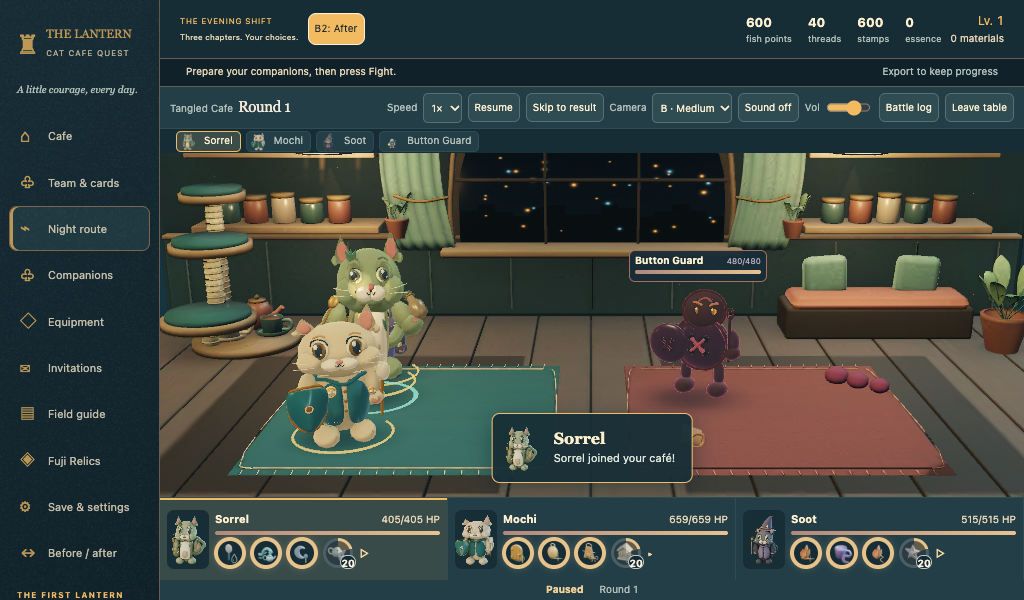 THE LANTERN
CAT CAFE QUEST
A little courage, every day.
Cafe
Team & cards
Night route
Companions
Equipment
Invitations
Field guide
Fuji Relics
Save & settings
Before / after
THE FIRST LANTERN
THE EVENING SHIFT
Three chapters. Your choices.
B2: After
600 fish points
40 threads
600 stamps
0 essence
Lv. 1
0 materials
Prepare your companions, then press Fight.
Export to keep progress
Tangled Cafe Round 1
Speed 1x Resume Skip to result Camera B · Medium Sound off Vol Battle log Leave table
Sorrel Mochi Soot Button Guard
Button Guard 480/480
Sorrel
Sorrel joined your café!
Sorrel 405/405 HP
20
Mochi 659/659 HP
20
Soot 515/515 HP
20
Paused Round 1